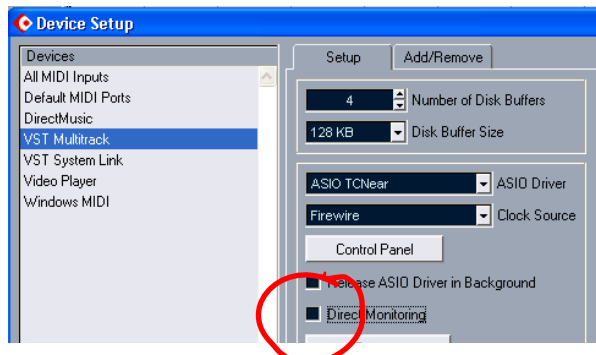 Device Setup
Devices
All MIDI Inputs
Default MIDI Ports
DirectMusic
VST Multitrack
VST System Link
Video Player
Windows MIDI
Setup
Add/Remove
4
Number of Disk Buffers
128 KB
Disk Buffer Size
ASIO TCNear
ASIO Driver
Firewire
Clock Source
Control Panel
Release ASIO Driver in Background
Direct Monitoring